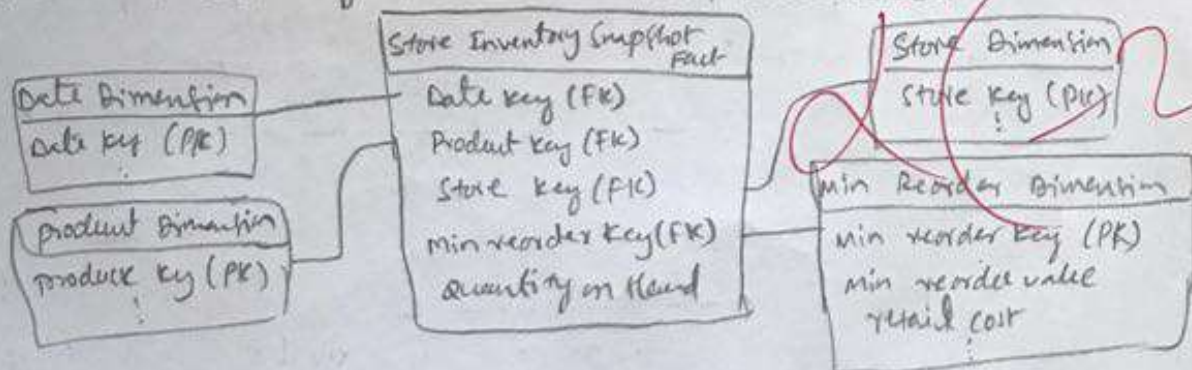 Date Dimension
Date key (PK)
Product Dimension
Produce key (PK)
Store Inventory Snapshot
Fact
Date key (FK)
Product key (FK)
Store key (FK)
Min reorder key (FK)
Quantity on Hand
Store Dimension
Store key (PK)
Min Reorder Dimension
Min reorder key (PK)
Min reorder value
retail cost